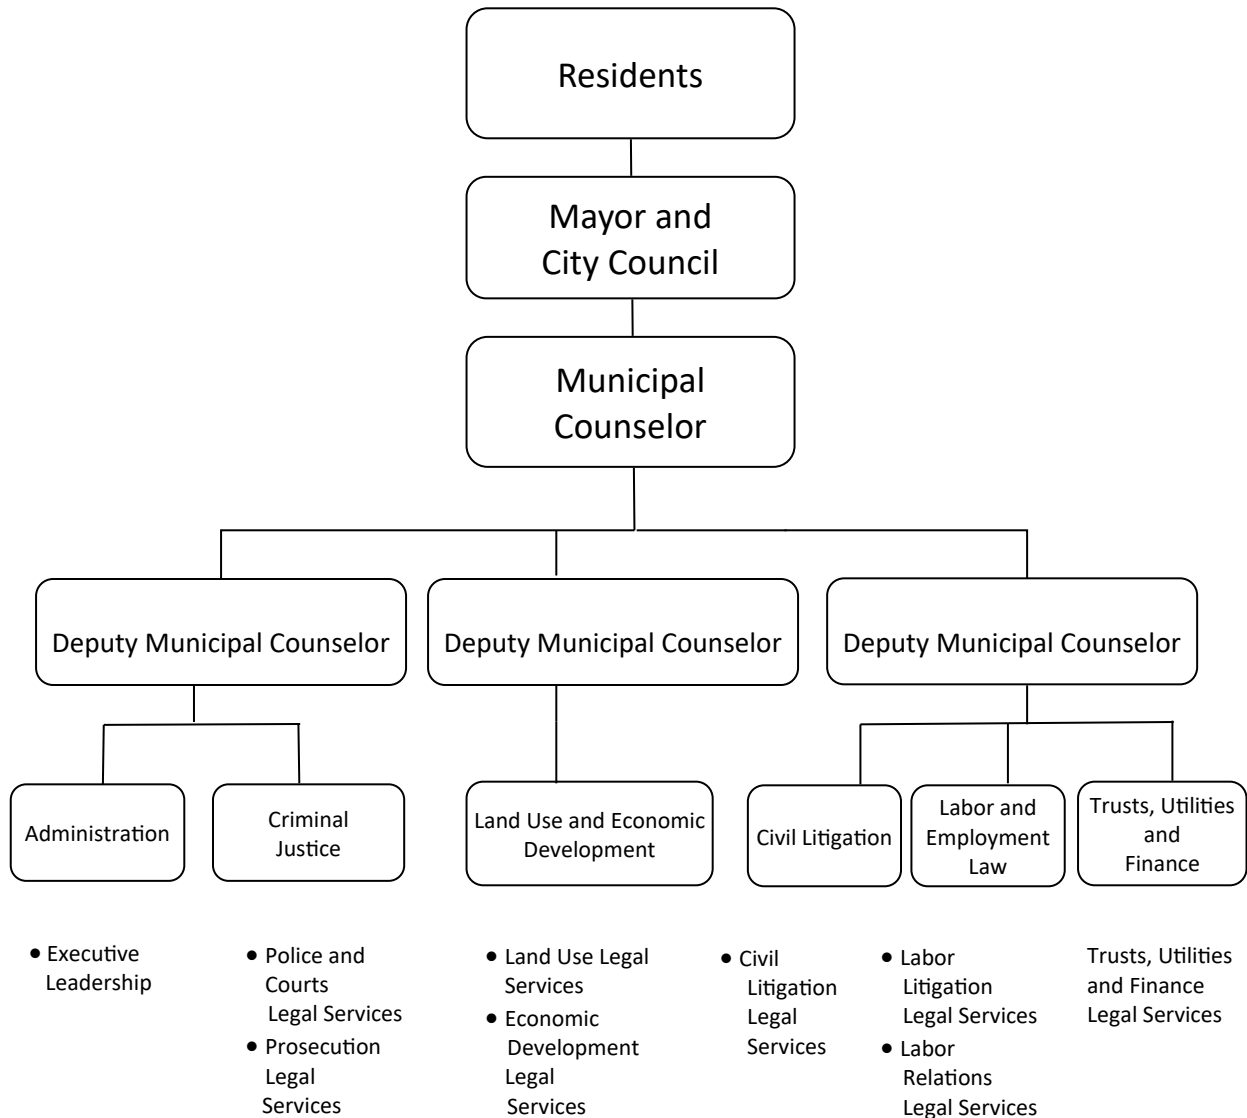 Residents
Mayor and
City Council
Municipal
Counselor
Deputy Municipal Counselor
Deputy Municipal Counselor
Deputy Municipal Counselor
Administration
Criminal
Justice
Land Use and Economic
Development
Civil Litigation
Labor and
Employment
Law
Trusts, Utilities
and
Finance
• Executive
Leadership
• Police and
Courts
Legal Services
• Prosecution
Legal
Services
• Land Use Legal
Services
• Economic
Development
Legal
Services
• Civil
Litigation
Legal
Services
• Labor
Litigation
Legal Services
• Labor
Relations
Legal Services
Trusts, Utilities
and Finance
Legal Services